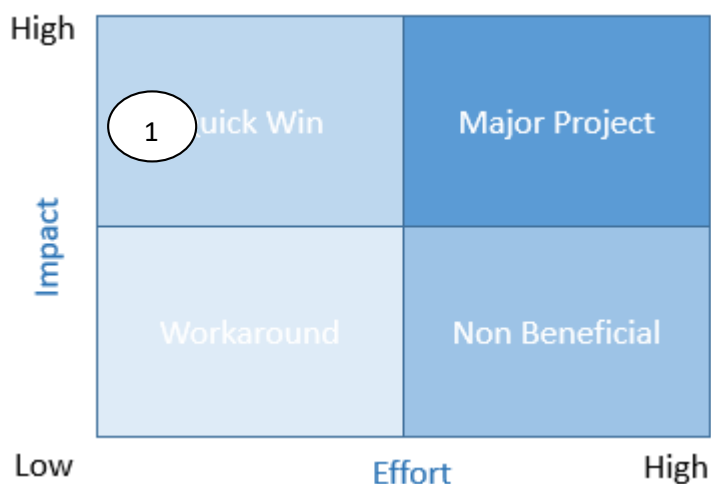 High
1 uick Win
Major Project
Impact
Workaround
Non Beneficial
Low
Effort
High